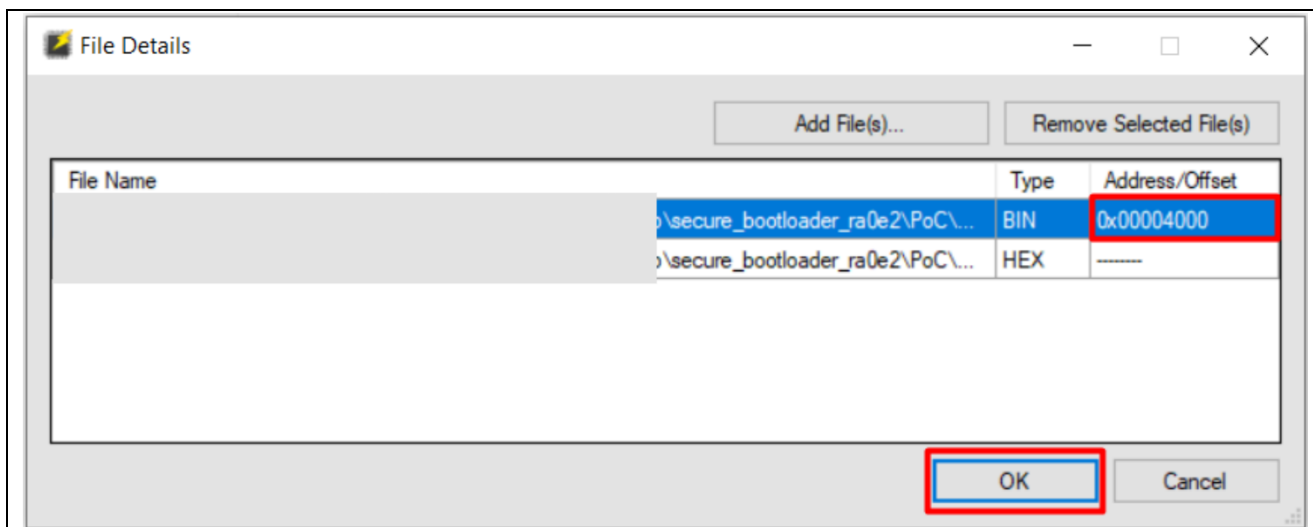 File Details
Add File(s)... Remove Selected File(s)
File Name Type Address/Offset
\secure_bootloader_ra0e2\PoC\... BIN 0x00004000
\secure_bootloader_ra0e2\PoC\... HEX --------
OK Cancel